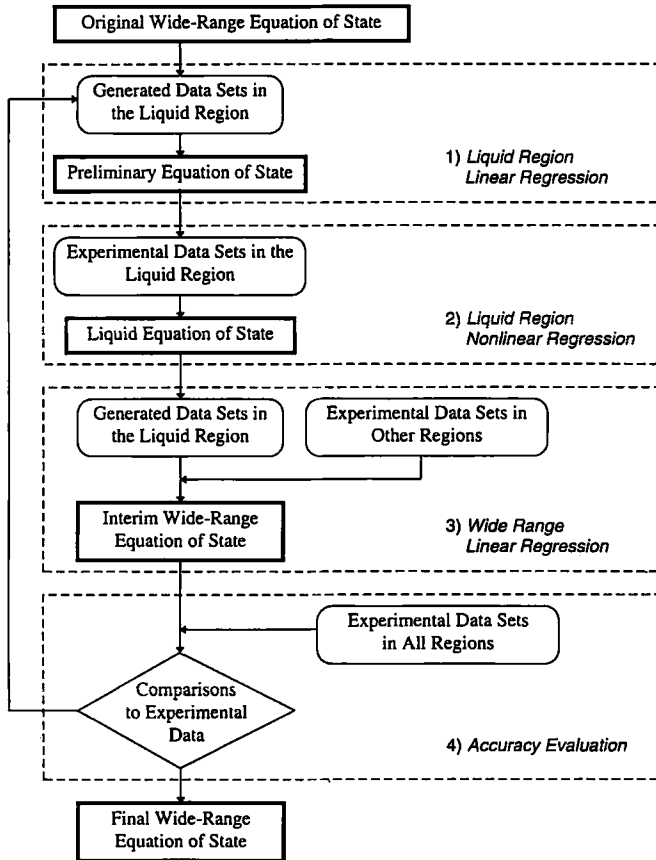 Original Wide-Range Equation of State
Generated Data Sets in
the Liquid Region
Preliminary Equation of State
1) Liquid Region
Linear Regression
Experimental Data Sets in the
Liquid Region
Liquid Equation of State
2) Liquid Region
Nonlinear Regression
Generated Data Sets in
the Liquid Region
Experimental Data Sets in
Other Regions
Interim Wide-Range
Equation of State
3) Wide Range
Linear Regression
Experimental Data Sets
in All Regions
Comparisons
to Experimental
Data
4) Accuracy Evaluation
Final Wide-Range
Equation of State